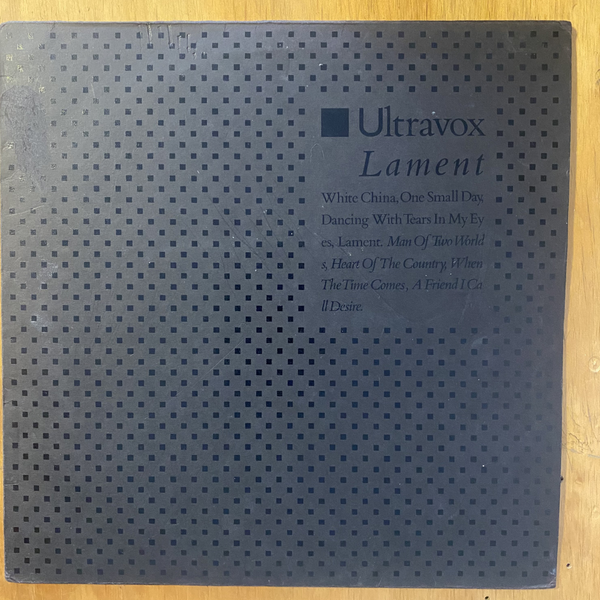 Ultravox
Lament
White China, One Small Day,
Dancing With Tears In My Ey
es, Lament. Man Of Two World
s, Heart Of The Country, When
The Time Comes, A Friend I Ca
ll Desire.